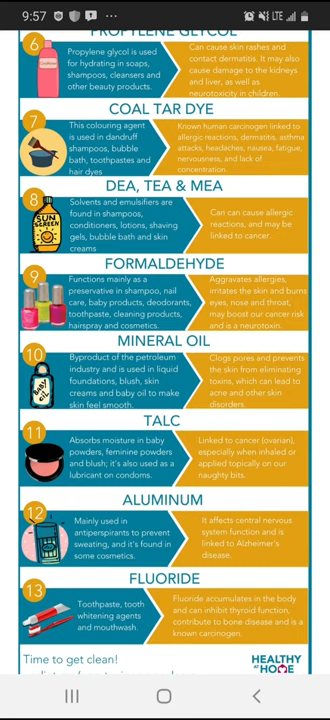 9:57
LTE
PROPYLENE GLYCOL
6
Propylene glycol is used
for hydrating in soaps,
shampoos, cleansers and
other beauty products.
Can cause skin rashes and
contact dermatitis. It may also
cause damage to the kidneys
and liver, as well as
neurotoxicity in children.
COAL TAR DYE
7
This colouring agent
is used in dandruff
shampoos, bubble
bath, toothpastes and
hair dyes
Known human carcinogen linked to
allergic reactions, dermatitis, asthma
attacks, headaches, nausea, fatigue,
nervousness, and lack of
concentration.
DEA, TEA & MEA
8
SUN
SCREEN
Solvents and emulsifiers are
found in shampoos,
conditioners, lotions, shaving
gels, bubble bath and skin
creams
Can can cause allergic
reactions, and may be
linked to cancer.
FORMALDEHYDE
9
Functions mainly as a
preservative in shampoo, nail
care, baby products, deodorants,
toothpaste, cleaning products,
hairspray and cosmetics.
Aggravates allergies,
irritates the skin and burns
eyes, nose and throat,
may boost our cancer risk
and is a neurotoxin.
MINERAL OIL
10
BABY
OIL
Byproduct of the petroleum
industry and is used in liquid
foundations, blush, skin
creams and baby oil to make
skin feel smooth.
Clogs pores and prevents
the skin from eliminating
toxins, which can lead to
acne and other skin
disorders.
TALC
11
Absorbs moisture in baby
powders, feminine powders
and blush; it's also used as a
lubricant on condoms.
Linked to cancer (ovarian),
especially when inhaled or
applied topically on our
naughty bits.
ALUMINUM
12
Mainly used in
antiperspirants to prevent
sweating, and it's found in
some cosmetics.
It affects central nervous
system function and is
linked to Alzheimer's
disease.
FLUORIDE
13
Toothpaste, tooth
whitening agents
and mouthwash.
Fluoride accumulates in the body
and can inhibit thyroid function,
contribute to bone disease and is a
known carcinogen.
Time to get clean!
HEALTHY
AT HOME